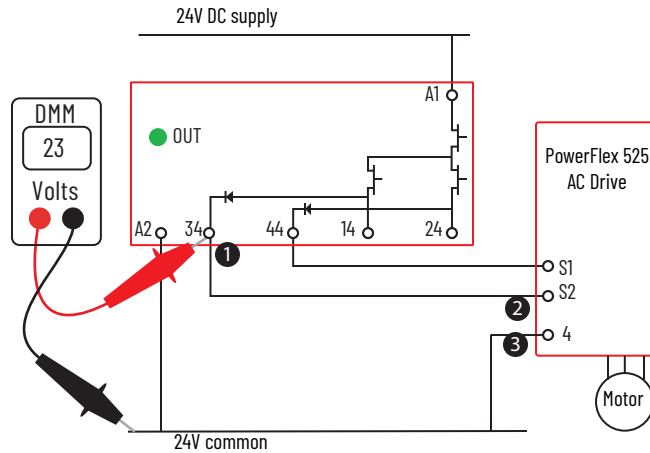 24V DC supply
DMM
23
Volts
OUT
A1
A2
34
44
14
24
1
PowerFlex 525
AC Drive
S1
2
S2
3
4
Motor
24V common